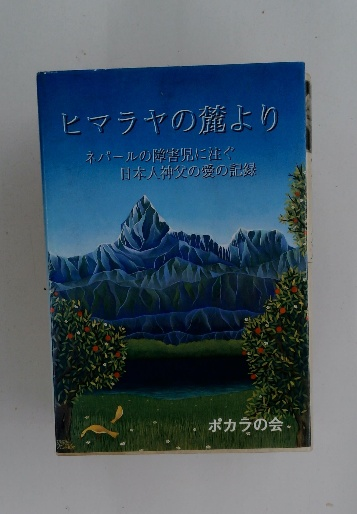 ヒマラヤの麓より
ネパールの障害児に注ぐ
日本人神父の愛の記録
ポカラの会